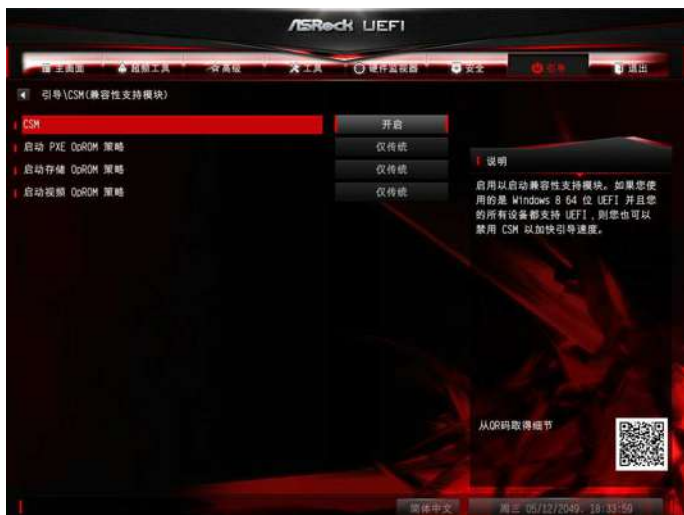 ASRock UEFI
主画面 超频工具 高级 工具 硬件监视器 安全 引导 退出
引导\CSM(兼容性支持模块)
CSM 开启
启动 PXE OpROM 策略 仅传统
启动存储 OpROM 策略 仅传统
启动视频 OpROM 策略 仅传统
说明
启用以启动兼容性支持模块。如果您使
用的是 Windows 8 64 位 UEFI 并且您
的所有设备都支持 UEFI，则您也可以
禁用 CSM 以加快引导速度。
从QR码取得细节
简体中文 周三 05/12/2049, 18:33:59